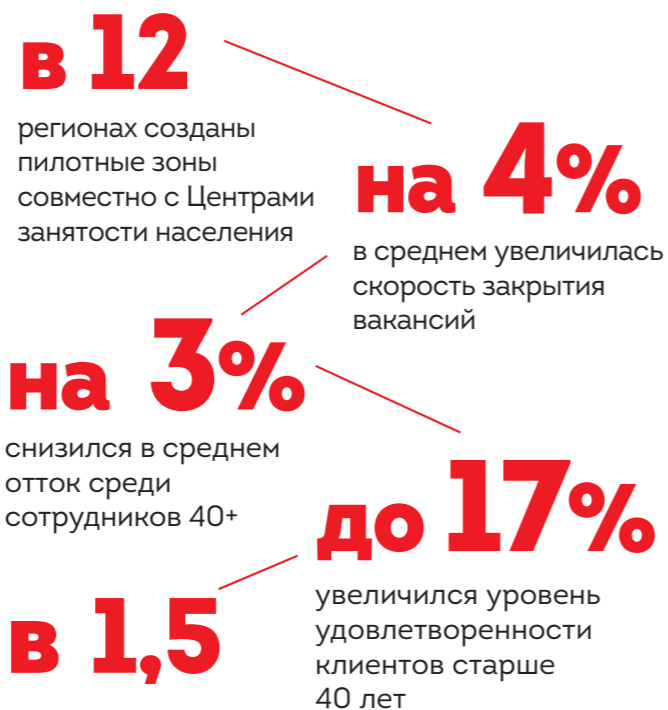 в 12
регионах созданы
пилотные зоны
совместно с Центрами
занятости населения
на 4%
в среднем увеличилась
скорость закрытия
вакансий
на 3%
снизился в среднем
отток среди
сотрудников 40+
до 17%
увеличился уровень
удовлетворенности
клиентов старше
40 лет
в 1,5